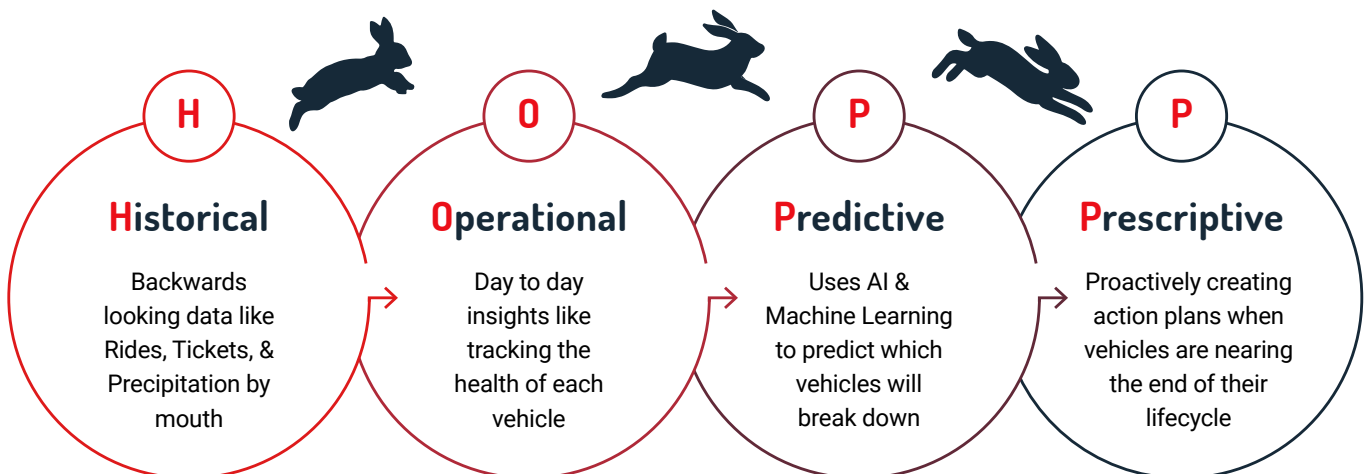 H
Historical
Backwards
looking data like
Rides, Tickets, &
Precipitation by
mouth
O
Operational
Day to day
insights like
tracking the
health of each
vehicle
P
Predictive
Uses AI &
Machine Learning
to predict which
vehicles will
break down
P
Prescriptive
Proactively creating
action plans when
vehicles are nearing
the end of their
lifecycle